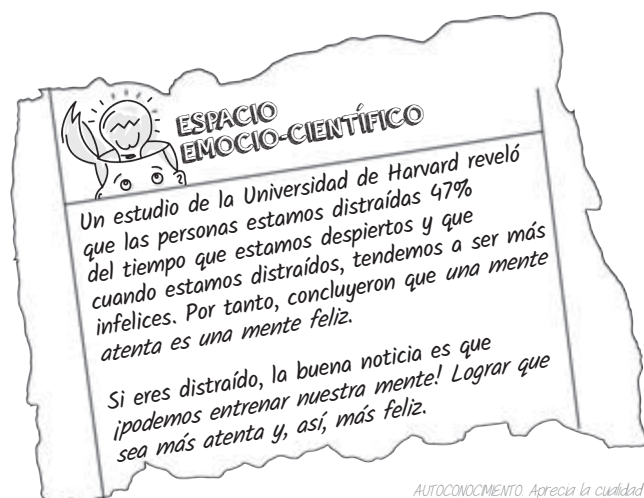 ESPACIO
EMOCIO-CIENTÍFICO
Un estudio de la Universidad de Harvard reveló
que las personas estamos distraídas 47%
del tiempo que estamos despiertos y que
cuando estamos distraídos, tendemos a ser más
infelices. Por tanto, concluyeron que una mente
atenta es una mente feliz.
Si eres distraído, la buena noticia es que
¡podemos entrenar nuestra mente! Lograr que
sea más atenta y, así, más feliz.
AUTOCONOCIMIENTO. Aprecia la cualidad